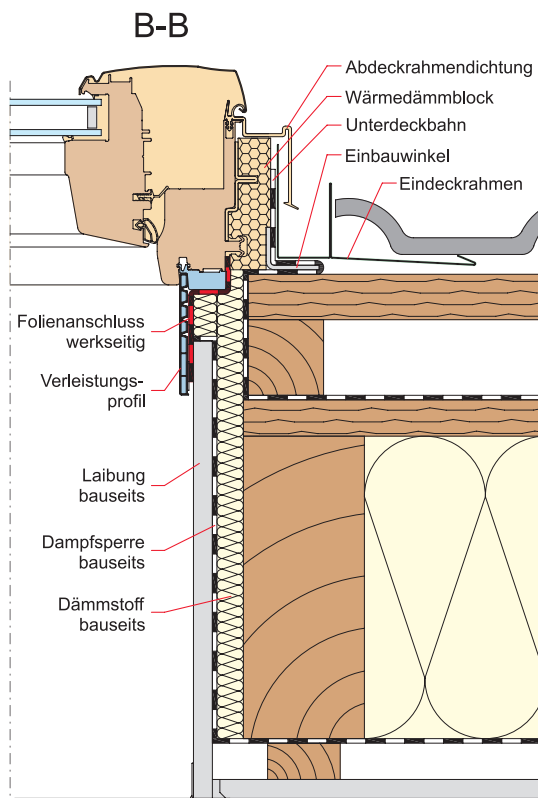 B-B
Abdeckrahmendichtung
Wärmedämmblock
Unterdeckbahn
Einbauwinkel
Eindeckrahmen
Folienanschluss
werkseitig
Verleistungs-
profil
Laibung
bauseits
Dampfsperre
bauseits
Dämmstoff
bauseits